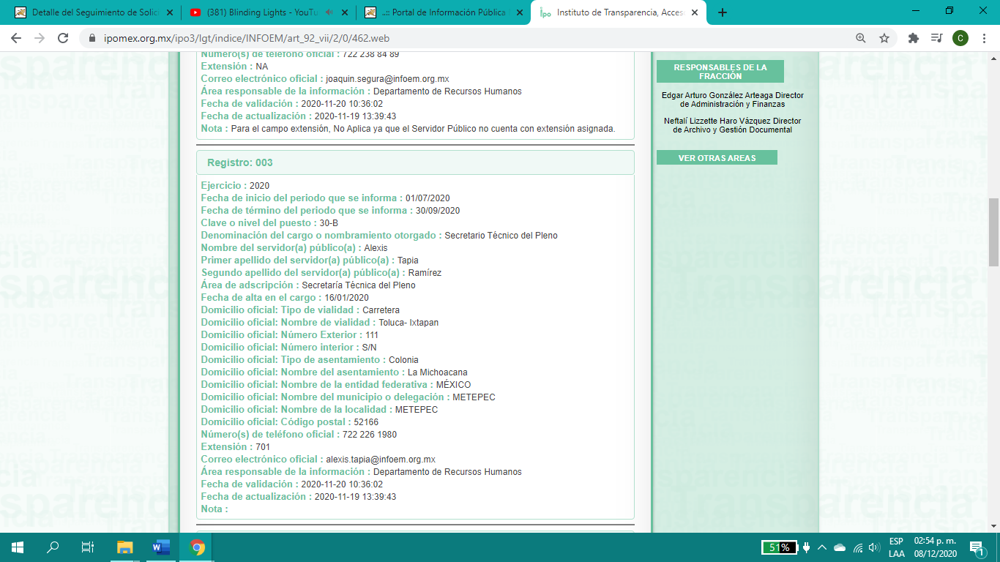 Detalle del Seguimiento de Solic
(381) Blinding Lights - YouTu
..:: Portal de Información Pública
ipo
Instituto de Transparencia, Acces
ipomex.org.mx/ipo3/lgt/indice/INFOEM/art_92_vii/2/0/462.web
C
Número(s) de teléfono oficial : 722 238 84 89
Extensión : NA
Correo electrónico oficial : joaquin.segura@infoem.org.mx
Área responsable de la información : Departamento de Recursos Humanos
Fecha de validación : 2020-11-20 10:36:02
Fecha de actualización : 2020-11-19 13:39:43
Nota : Para el campo extensión, No Aplica ya que el Servidor Público no cuenta con extensión asignada.
Registro: 003
Ejercicio : 2020
Fecha de inicio del periodo que se informa : 01/07/2020
Fecha de término del periodo que se informa : 30/09/2020
Clave o nivel del puesto : 30-B
Denominación del cargo o nombramiento otorgado : Secretario Técnico del Pleno
Nombre del servidor(a) público(a) : Alexis
Primer apellido del servidor(a) público(a) : Tapia
Segundo apellido del servidor(a) público(a) : Ramírez
Área de adscripción : Secretaría Técnica del Pleno
Fecha de alta en el cargo : 16/01/2020
Domicilio oficial: Tipo de vialidad : Carretera
Domicilio oficial: Nombre de vialidad : Toluca- Ixtapan
Domicilio oficial: Número Exterior : 111
Domicilio oficial: Número interior : S/N
Domicilio oficial: Tipo de asentamiento : Colonia
Domicilio oficial: Nombre del asentamiento : La Michoacana
Domicilio oficial: Nombre de la entidad federativa : MÉXICO
Domicilio oficial: Nombre del municipio o delegación : METEPEC
Domicilio oficial: Nombre de la localidad : METEPEC
Domicilio oficial: Código postal : 52166
Número(s) de teléfono oficial : 722 226 1980
Extensión : 701
Correo electrónico oficial : alexis.tapia@infoem.org.mx
Área responsable de la información : Departamento de Recursos Humanos
Fecha de validación : 2020-11-20 10:36:02
Fecha de actualización : 2020-11-19 13:39:43
Nota :
RESPONSABLES DE LA
FRACCIÓN
Edgar Arturo González Arteaga Director
de Administración y Finanzas
Neftalí Lizzette Haro Vázquez Director
de Archivo y Gestión Documental
VER OTRAS AREAS
51%
ESP
LAA
02:54 p. m.
08/12/2020
1